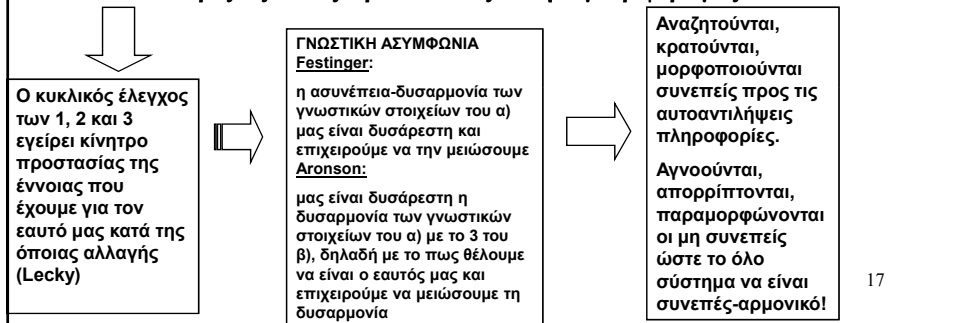 Ο κυκλικός έλεγχος
των 1, 2 και 3
εγείρει κίνητρο
προστασίας της
έννοιας που
έχουμε για τον
εαυτό μας κατά της
όποιας αλλαγής
(Lecky)
ΓΝΩΣΤΙΚΗ ΑΣΥΜΦΩΝΙΑ
Festinger:
η ασυνέπεια-δυσαρμονία των
γνωστικών στοιχείων του α)
μας είναι δυσάρεστη και
επιχειρούμε να την μειώσουμε
Aronson:
μας είναι δυσάρεστη η
δυσαρμονία των γνωστικών
στοιχείων του α) με το 3 του
β), δηλαδή με το πως θέλουμε
να είναι ο εαυτός μας και
επιχειρούμε να μειώσουμε τη
δυσαρμονία
Αναζητούνται,
κρατούνται,
μορφοποιούνται
συνεπείς προς τις
αυτοαντιλήψεις
πληροφορίες.
Αγνοούνται,
απορρίπτονται,
παραμορφώνονται
οι μη συνεπείς
ώστε το όλο
σύστημα να είναι
συνεπές-αρμονικό!
17